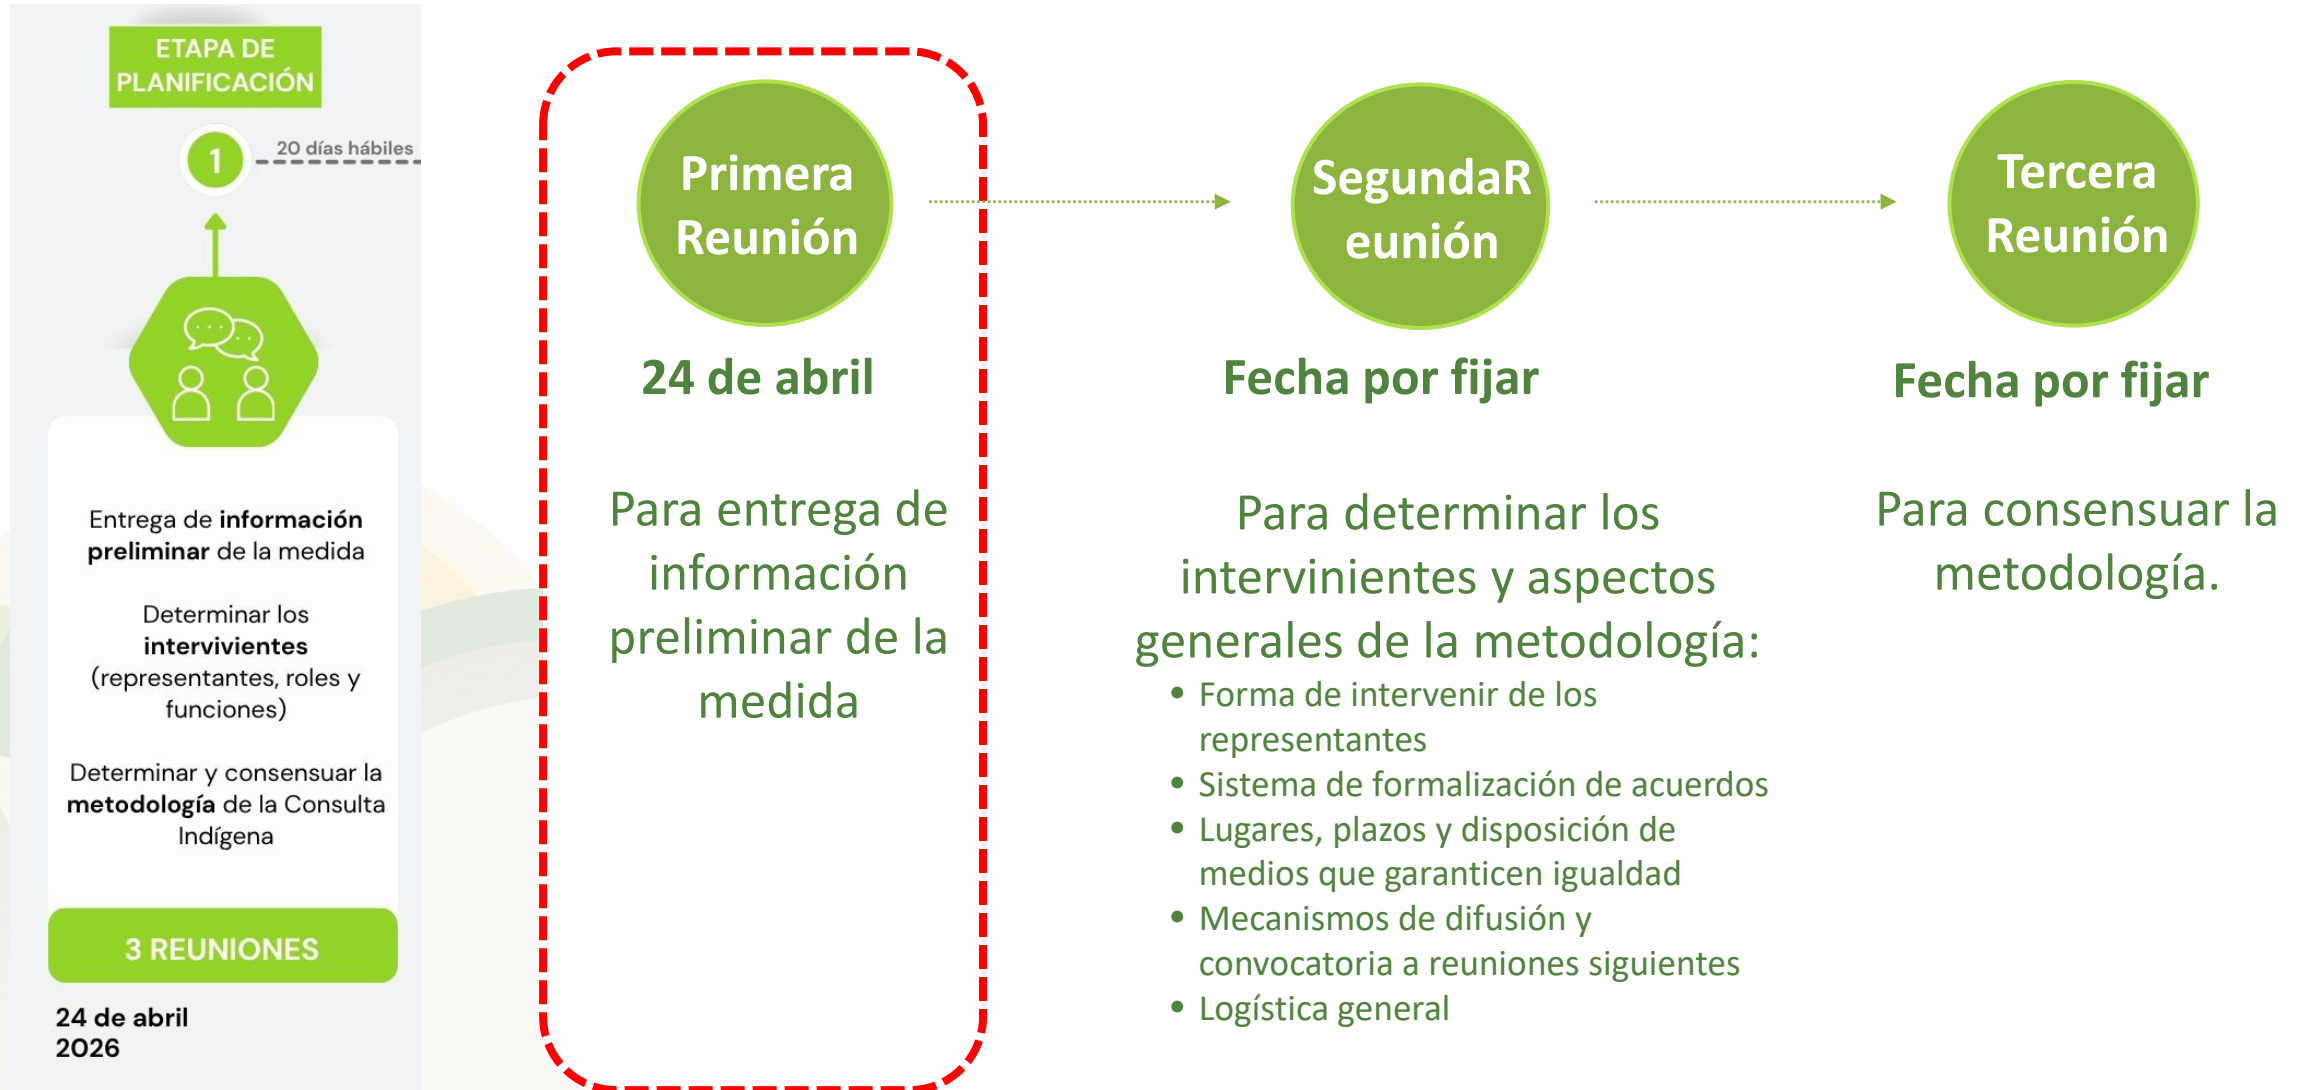 ETAPA DE
PLANIFICACIÓN
1
20 días hábiles
Entrega de información
preliminar de la medida
Determinar los
intervivientes
(representantes, roles y
funciones)
Determinar y consensuar la
metodología de la Consulta
Indígena
3 REUNIONES
24 de abril
2026
Primera
Reunión
24 de abril
Para entrega de
información
preliminar de la
medida
SegundaR
eunión
Fecha por fijar
Para determinar los
intervinientes y aspectos
generales de la metodología:
• Forma de intervenir de los
representantes
• Sistema de formalización de acuerdos
• Lugares, plazos y disposición de
medios que garanticen igualdad
• Mecanismos de difusión y
convocatoria a reuniones siguientes
• Logística general
Tercera
Reunión
Fecha por fijar
Para consensuar la
metodología.